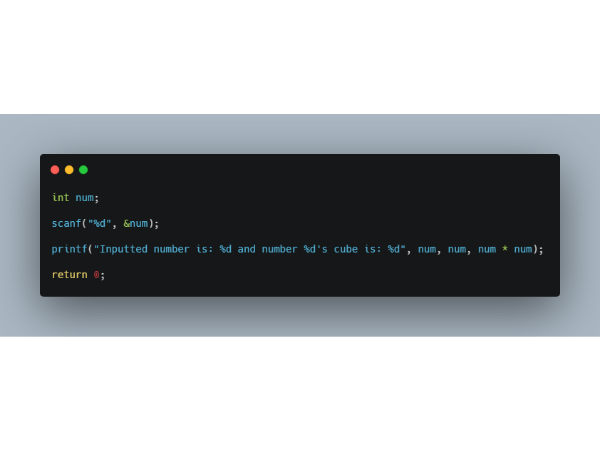 int num;
scanf("%d", &num);
printf("Inputted number is: %d and number %d's cube is: %d", num, num, num * num);
return 0;